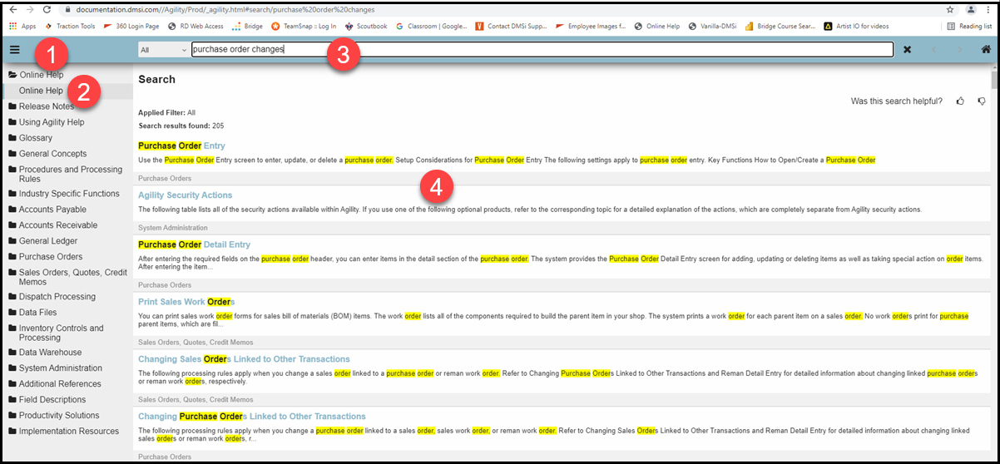 documentation.dmsi.com//Agility/Prod/_agility.html#search/purchase%20order%20changes
Apps Traction Tools 360 Login Page RD Web Access Bridge TeamSnap :: Log In Scoutbook Classroom | Google... Contact DMSi Supp... Employee Images f... Online Help Vanilla-DMSi Bridge Course Sear... Artist IO for videos Reading list
All purchase order changes
1
2
3
4
Online Help
Online Help
Release Notes
Using Agility Help
Glossary
General Concepts
Procedures and Processing
Rules
Industry Specific Functions
Accounts Payable
Accounts Receivable
General Ledger
Purchase Orders
Sales Orders, Quotes, Credit
Memos
Dispatch Processing
Data Files
Inventory Controls and
Processing
Data Warehouse
System Administration
Additional References
Field Descriptions
Productivity Solutions
Implementation Resources
Search
Was this search helpful?
Applied Filter: All
Search results found: 205
Purchase Order Entry
Use the Purchase Order Entry screen to enter, update, or delete a purchase order. Setup Considerations for Purchase Order Entry The following settings apply to purchase order entry. Key Functions How to Open/Create a Purchase Order
Purchase Orders
Agility Security Actions
The following table lists all of the security actions available within Agility. If you use one of the following optional products, refer to the corresponding topic for a detailed explanation of the actions, which are completely separate from Agility security actions.
System Administration
Purchase Order Detail Entry
After entering the required fields on the purchase order header, you can enter items in the detail section of the purchase order. The system provides the Purchase Order Detail Entry screen for adding, updating or deleting items as well as taking special action on order items.
After entering the item...
Purchase Orders
Print Sales Work Orders
You can print sales work order forms for sales bill of materials (BOM) items. The work order lists all of the components required to build the parent item in your shop. The system prints a work order for each parent item on a sales order. No work orders print for purchase
parent items, which are fil...
Sales Orders, Quotes, Credit Memos
Changing Sales Orders Linked to Other Transactions
The following processing rules apply when you change a sales order linked to a purchase order or reman work order. Refer to Changing Purchase Orders Linked to Other Transactions and Reman Detail Entry for detailed information about changing linked purchase orders
or reman work orders, respectively.
Sales Orders, Quotes, Credit Memos
Changing Purchase Orders Linked to Other Transactions
The following processing rules apply when you change a purchase order linked to a sales order, sales work order, or reman work order. Refer to Changing Sales Orders Linked to Other Transactions and Reman Detail Entry for detailed information about changing linked
sales orders or reman work orders, r...
Purchase Orders